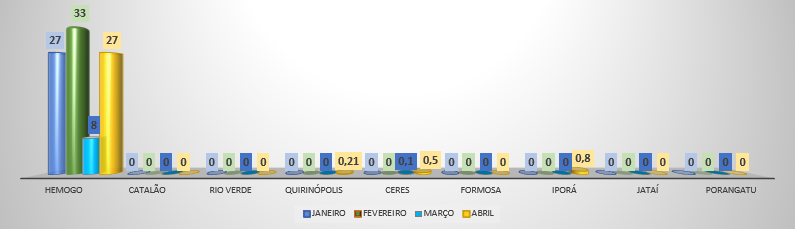 33
27 27
8
0 0 0 0 0 0 0 0 0 0 0 0,21 0 0 0,1 0,5 0 0 0 0 0 0 0 0,8 0 0 0 0 0 0 0 0
HEMOGO CATALÃO RIO VERDE QUIRINÓPOLIS CERES FORMOSA IPORÁ JATAÍ PORANGATU
JANEIRO FEVEREIRO MARÇO ABRIL